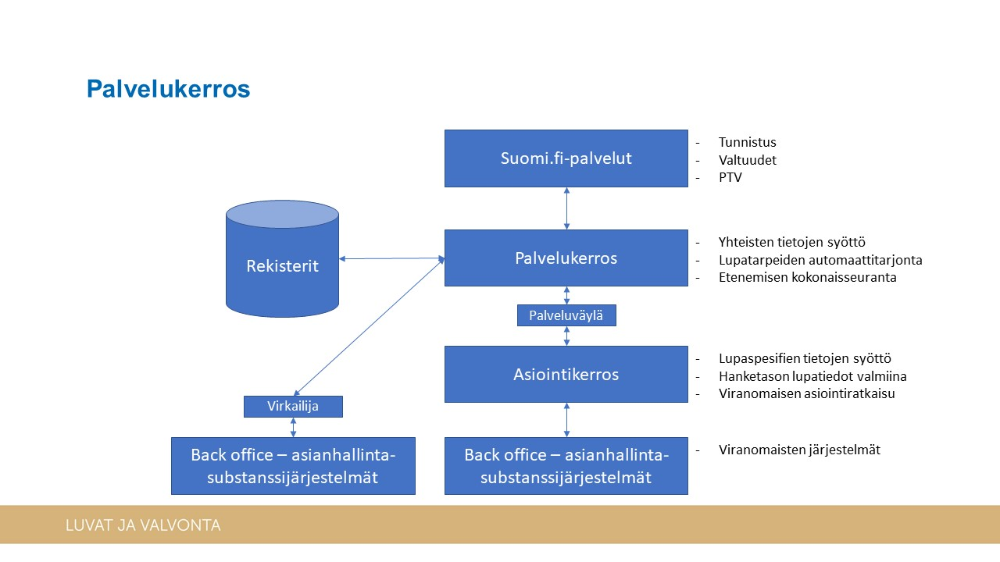 Palvelukerros
Suomi.fi-palvelut
- Tunnistus
- Valtuudet
- PTV
Rekisterit
Palvelukerros
- Yhteisten tietojen syöttö
- Lupatarpeiden automaattitarjonta
- Etenemisen kokonaisseuranta
Palveluväylä
Asiointikerros
- Lupaspesifien tietojen syöttö
- Hanketason lupatiedot valmiina
- Viranomaisen asiointiratkaisu
Virkailija
Back office – asianhallinta-
substanssijärjestelmät
Back office – asianhallinta-
substanssijärjestelmät
- Viranomaisten järjestelmät
LUVAT JA VALVONTA